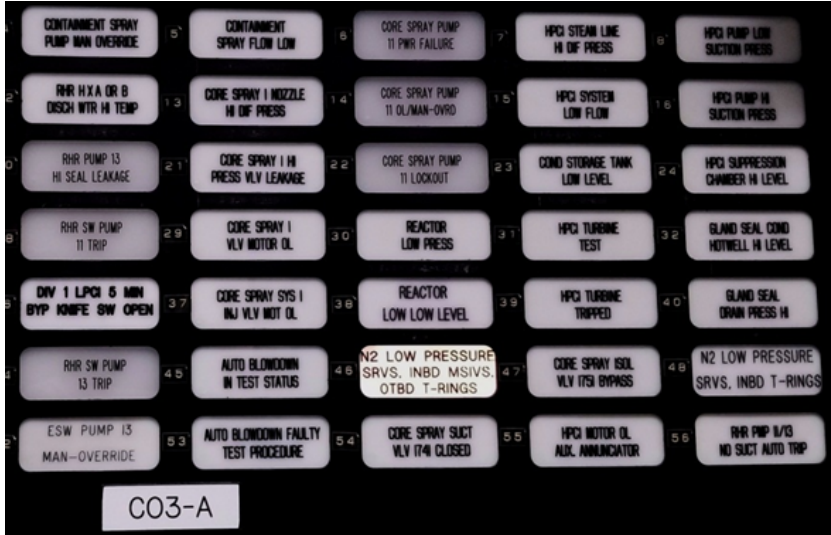 CONTAINMENT SPRAY
PUMP MAN OVERRIDE
5
CONTAINMENT
SPRAY FLOW LOW
6
CORE SPRAY PUMP
11 PWR FAILURE
7
HPCI STEAM LINE
HI DIF PRESS
8
HPCI PUMP LOW
SUCTION PRESS
RHR HX A OR B
DISCH WTR HI TEMP
13
CORE SPRAY I NOZZLE
HI DIF PRESS
14
CORE SPRAY PUMP
11 OL/MAN-OVRD
15
HPCI SYSTEM
LOW FLOW
16
HPCI PUMP HI
SUCTION PRESS
RHR PUMP 13
HI SEAL LEAKAGE
21
CORE SPRAY I HI
PRESS VLV LEAKAGE
22
CORE SPRAY PUMP
11 LOCKOUT
23
COND STORAGE TANK
LOW LEVEL
24
HPCI SUPPRESSION
CHAMBER HI LEVEL
RHR SW PUMP
11 TRIP
29
CORE SPRAY I
VLV MOTOR OL
30
REACTOR
LOW PRESS
31
HPCI TURBINE
TEST
32
GLAND SEAL COND
HOTWELL HI LEVEL
DIV 1 LPCI 5 MIN
BYP KNIFE SW OPEN
37
CORE SPRAY SYS I
INJ VLV MOT OL
38
REACTOR
LOW LOW LEVEL
39
HPCI TURBINE
TRIPPED
40
GLAND SEAL
DRAIN PRESS HI
RHR SW PUMP
13 TRIP
45
AUTO BLOWDOWN
IN TEST STATUS
46
N2 LOW PRESSURE
SRVS, INBD MSIVS,
OTBD T-RINGS
47
CORE SPRAY ISOL
VLV 1751 BYPASS
48
N2 LOW PRESSURE
SRVS, INBD T-RINGS
ESW PUMP 13
MAN-OVERRIDE
53
AUTO BLOWDOWN FAULTY
TEST PROCEDURE
54
CORE SPRAY SUCT
VLV 1741 CLOSED
55
HPCI MOTOR OL
AUX. ANNUNCIATOR
56
RHR PMP 11/13
NO SUCT AUTO TRIP
C03-A